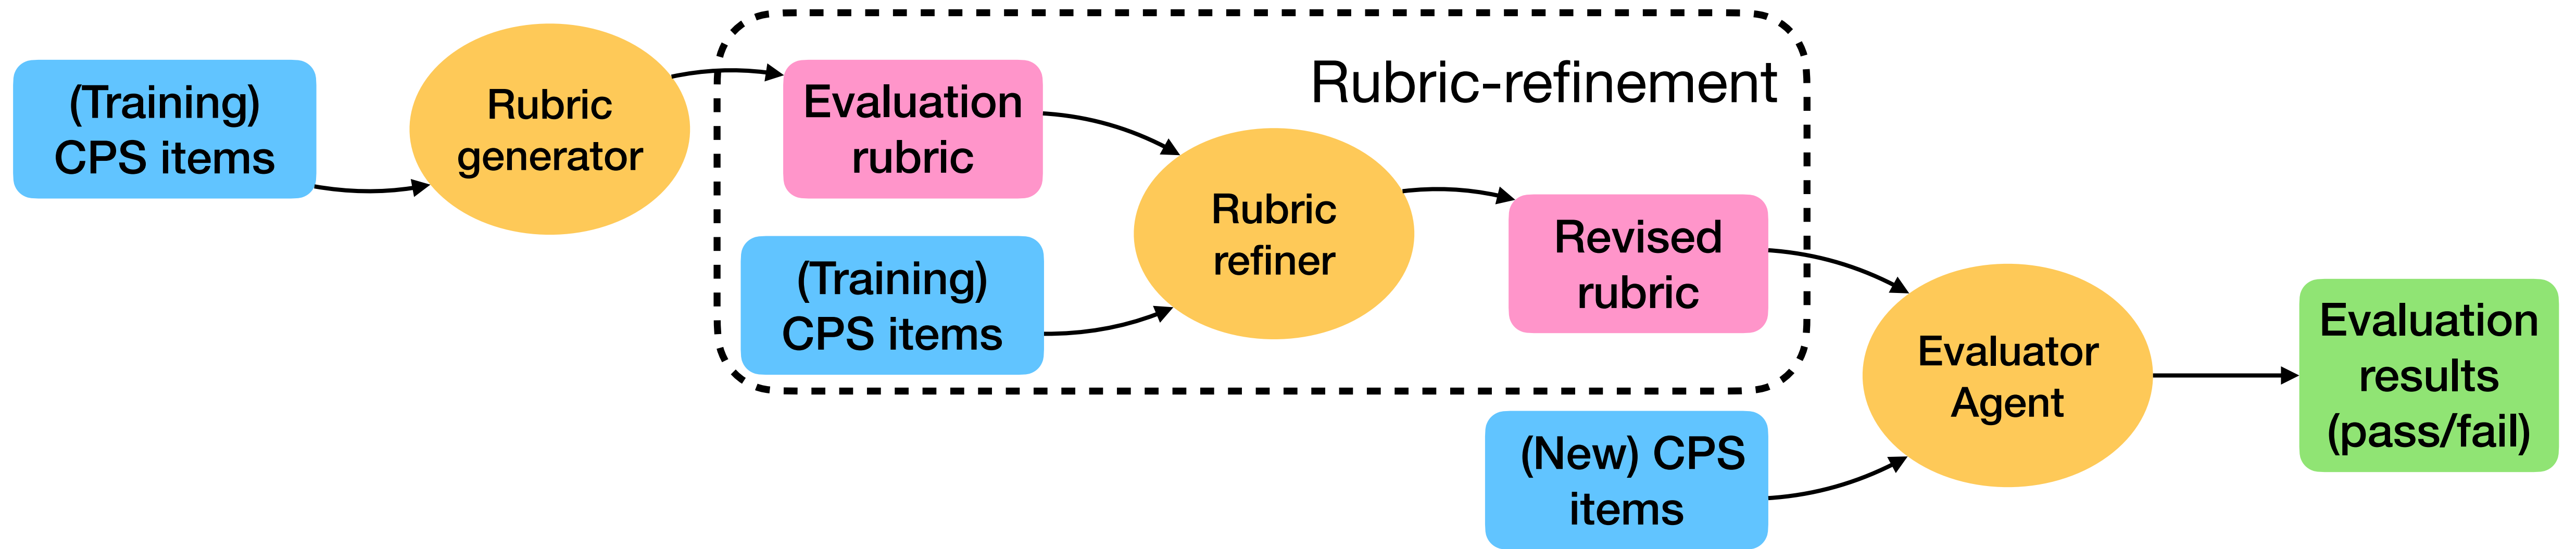 (Training)
CPS items
Rubric
generator
Evaluation
rubric
(Training)
CPS items
Rubric-refinement
Rubric
refiner
Revised
rubric
(New) CPS
items
Evaluator
Agent
Evaluation
results
(pass/fail)